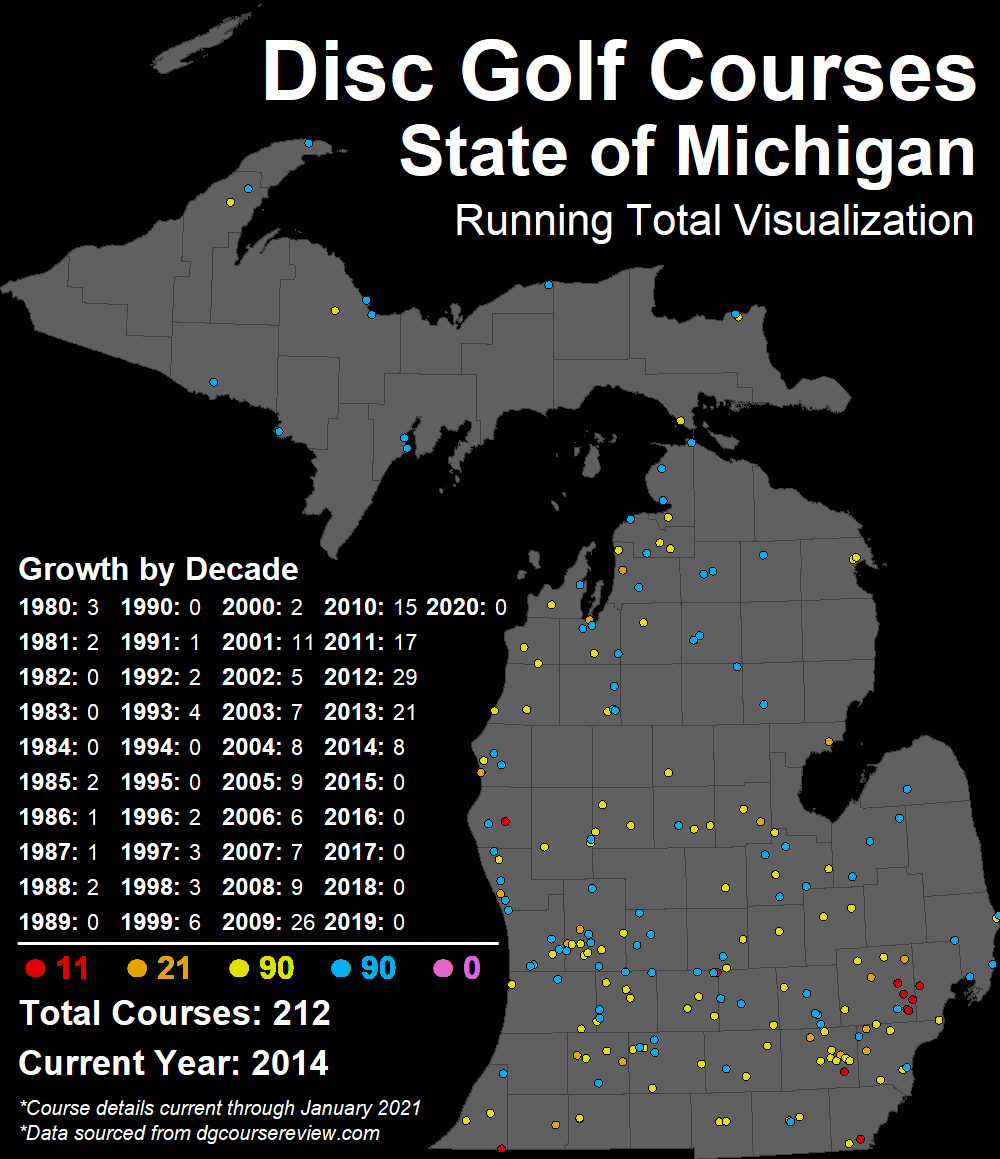 Disc Golf Courses
State of Michigan
Running Total Visualization
Growth by Decade
1980: 3 1990: 0 2000: 2 2010: 15 2020: 0
1981: 2 1991: 1 2001: 11 2011: 17
1982: 0 1992: 2 2002: 5 2012: 29
1983: 0 1993: 4 2003: 7 2013: 21
1984: 0 1994: 0 2004: 8 2014: 8
1985: 2 1995: 0 2005: 9 2015: 0
1986: 1 1996: 2 2006: 6 2016: 0
1987: 1 1997: 3 2007: 7 2017: 0
1988: 2 1998: 3 2008: 9 2018: 0
1989: 0 1999: 6 2009: 26 2019: 0
11 21 90 90 0
Total Courses: 212
Current Year: 2014
*Course details current through January 2021
*Data sourced from dgcoursereview.com